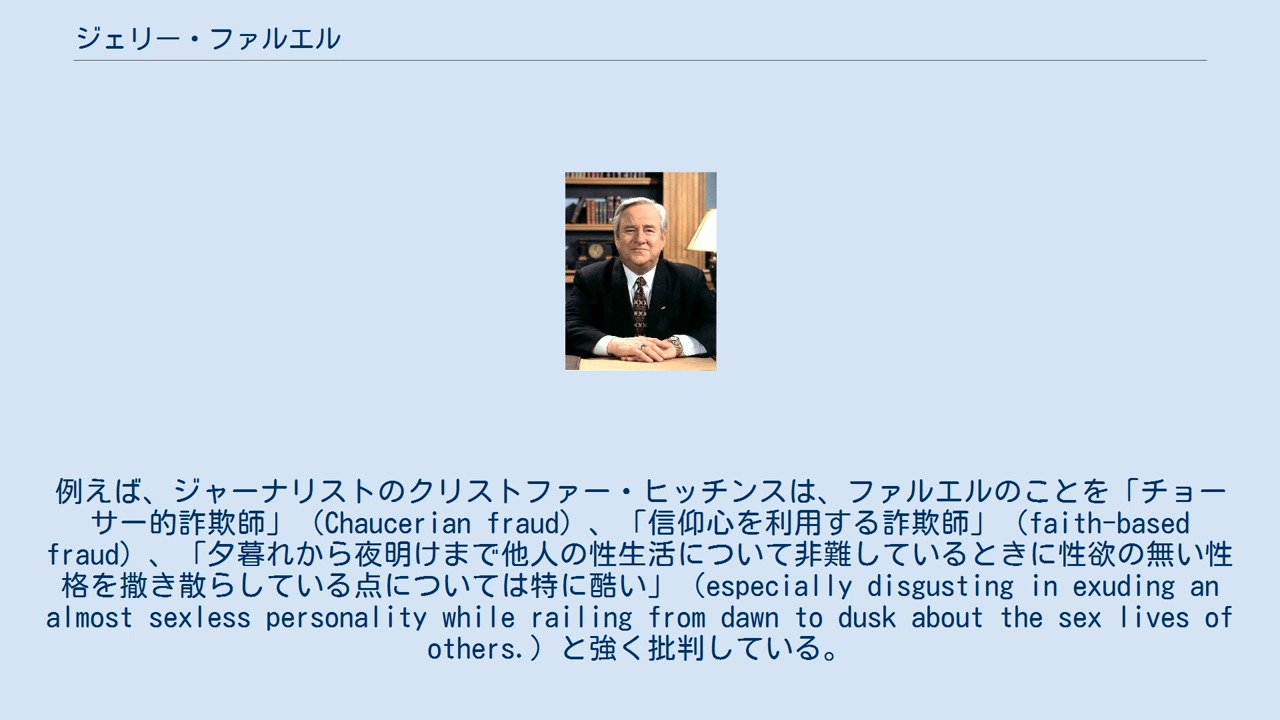 ジェリー・ファルエル
例えば、ジャーナリストのクリストファー・ヒッチンスは、ファルエルのことを「チョー
サー的詐欺師」（Chaucerian fraud）、「信仰心を利用する詐欺師」（faith-based
fraud）、「夕暮れから夜明けまで他人の性生活について非難しているときに性欲の無い性
格を撒き散らしている点については特に酷い」（especially disgusting in exuding an
almost sexless personality while railing from dawn to dusk about the sex lives of
others.）と強く批判している。